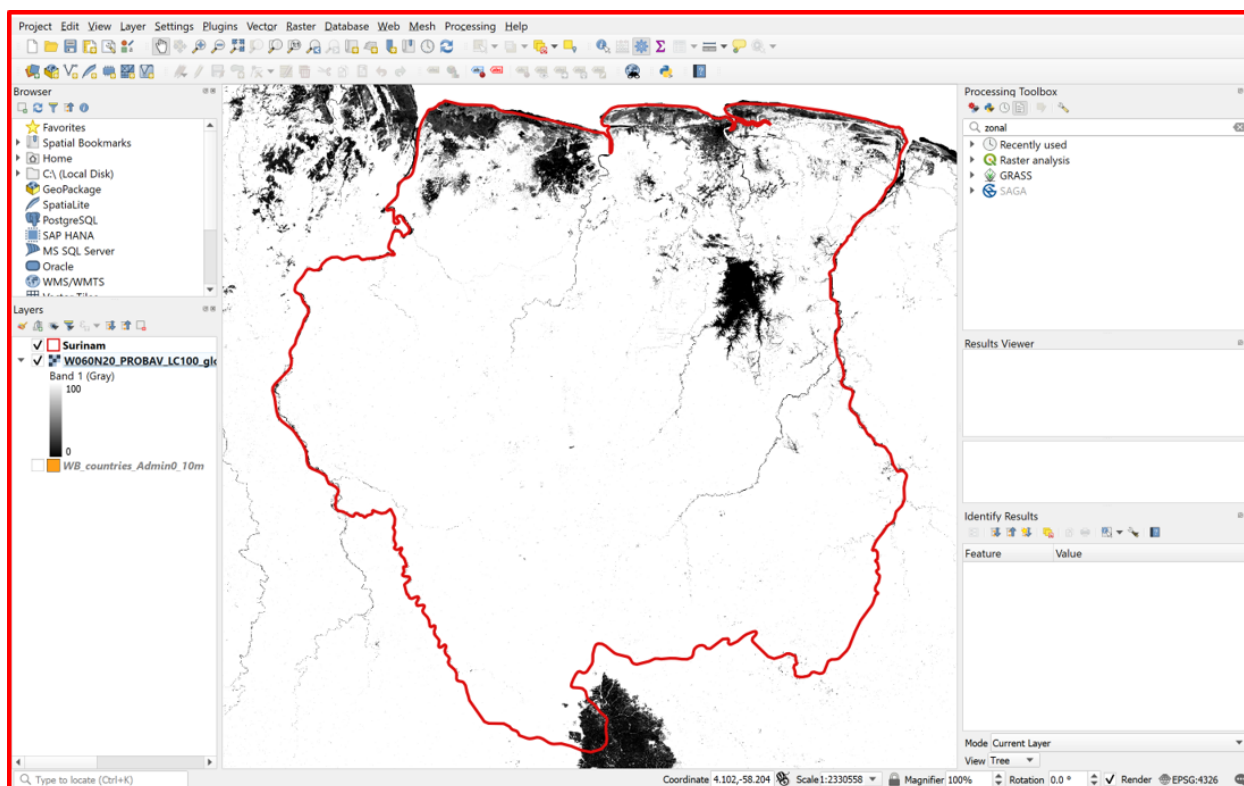 Project Edit View Layer Settings Plugins Vector Raster Database Web Mesh Processing Help
Browser
Favorites
Spatial Bookmarks
Home
C:\ (Local Disk)
GeoPackage
SpatiaLite
PostgreSQL
SAP HANA
MS SQL Server
Oracle
WMS/WMTS
Layers
Surinam
W060N20_PROBAV_LC100_glo
Band 1 (Gray)
100
0
WB_countries_Admin0_10m
Processing Toolbox
zonal
Recently used
Raster analysis
GRASS
SAGA
Results Viewer
Identify Results
Feature Value
Mode Current Layer
View Tree
Type to locate (Ctrl+K)
Coordinate 4.102,-58.204 Scale 1:2330558 Magnifier 100% Rotation 0.0 ° Render EPSG:4326